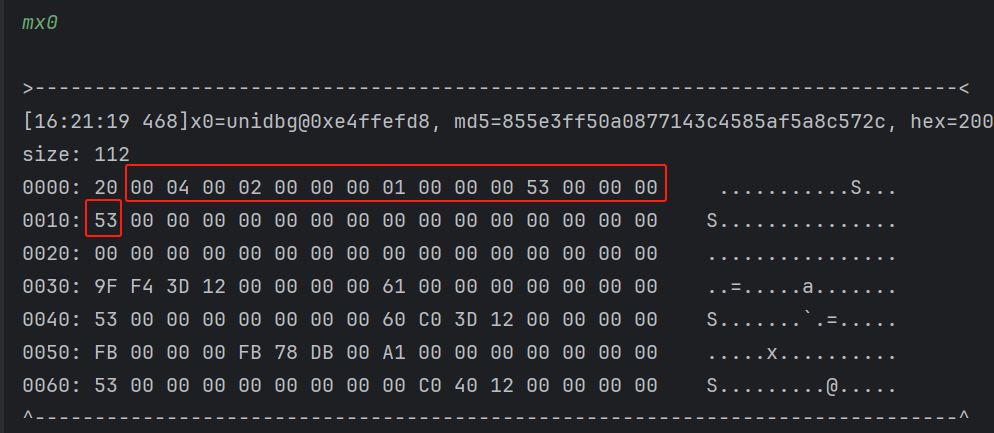 mx0
>-----------------------------------------------------------------------------<
[16:21:19 468]x0=unidbg@0xe4ffefd8, md5=855e3ff50a0877143c4585af5a8c572c, hex=200
size: 112
0000: 20 00 04 00 02 00 00 00 01 00 00 00 53 00 00 00     ...........S...
0010: 53 00 00 00 00 00 00 00 00 00 00 00 00 00 00 00    S...............
0020: 00 00 00 00 00 00 00 00 00 00 00 00 00 00 00 00    ................
0030: 9F F4 3D 12 00 00 00 00 61 00 00 00 00 00 00 00    ..=.....a.......
0040: 53 00 00 00 00 00 00 00 60 C0 3D 12 00 00 00 00    S.......`.=.....
0050: FB 00 00 00 FB 78 DB 00 A1 00 00 00 00 00 00 00    .....x..........
0060: 53 00 00 00 00 00 00 00 00 C0 40 12 00 00 00 00    S.........@.....
^-----------------------------------------------------------------------------^